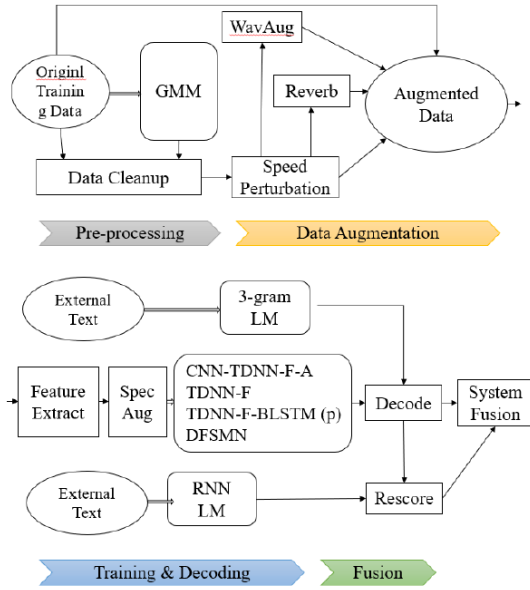 WavAug
Originl
Trainin
g Data
GMM
Reverb
Augmented
Data
Data Cleanup
Speed
Perturbation
Pre-processing
Data Augmentation
External
Text
3-gram
LM
Feature
Extract
Spec
Aug
CNN-TDNN-F-A
TDNN-F
TDNN-F-BLSTM (p)
DFSMN
Decode
System
Fusion
External
Text
RNN
LM
Rescore
Training & Decoding
Fusion